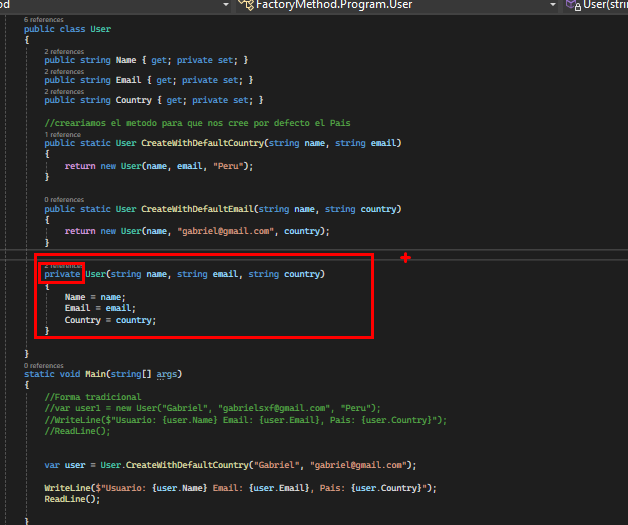 od FactoryMethod.Program.User User(strin
6 references
public class User
{
2 references
public string Name { get; private set; }
2 references
public string Email { get; private set; }
2 references
public string Country { get; private set; }
//creariamos el metodo para que nos cree por defecto el Pais
1 reference
public static User CreateWithDefaultCountry(string name, string email)
{
return new User(name, email, "Peru");
}
0 references
public static User CreateWithDefaultEmail(string name, string country)
{
return new User(name, "gabriel@gmail.com", country);
}
2 references
private User(string name, string email, string country)
{
Name = name;
Email = email;
Country = country;
}
}
0 references
static void Main(string[] args)
{
//Forma tradicional
//var user1 = new User("Gabriel", "gabrielsxf@gmail.com", "Peru");
//WriteLine($"Usuario: {user.Name} Email: {user.Email}, Pais: {user.Country}");
//ReadLine();
var user = User.CreateWithDefaultCountry("Gabriel", "gabriel@gmail.com");
WriteLine($"Usuario: {user.Name} Email: {user.Email}, Pais: {user.Country}");
ReadLine();
}